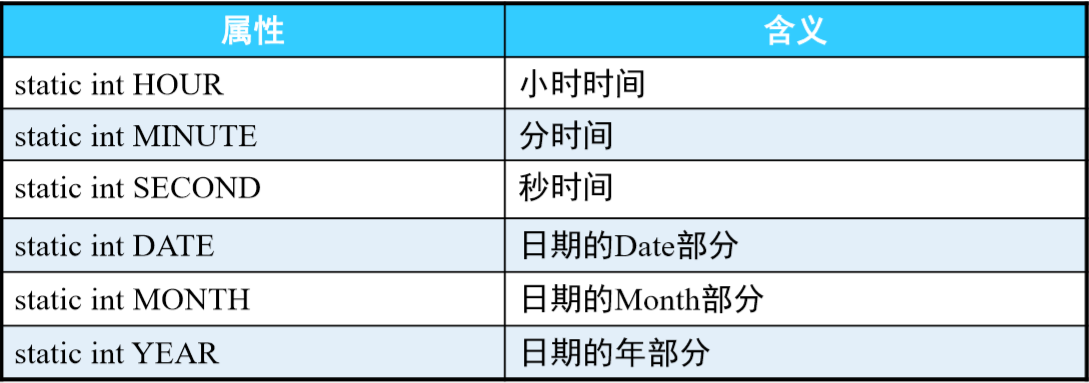 属性 含义
static int HOUR 小时时间
static int MINUTE 分时间
static int SECOND 秒时间
static int DATE 日期的Date部分
static int MONTH 日期的Month部分
static int YEAR 日期的年部分